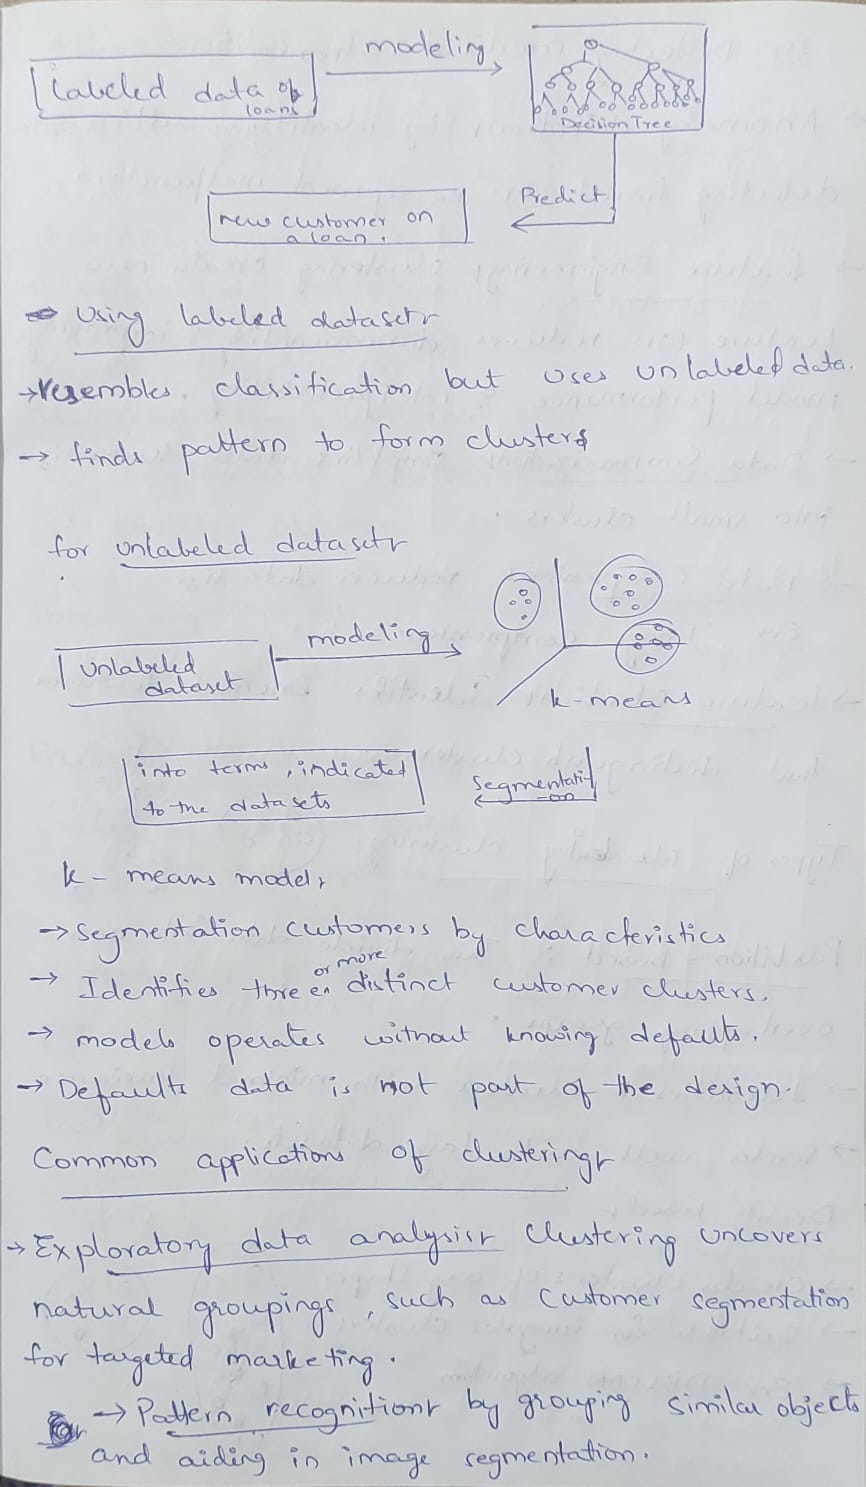 modeling
labeled data of
loans
Decision Tree
Predict
new customer on
a loan.
Using labeled datasets
→ resembles classification but uses unlabeled data.
→ finds pattern to form clusters
for unlabeled datasets
modeling
Unlabeled
dataset
k-means
into terms, indicated
to the datasets
Segmentati
-on
k- means model,
→ Segmentation customers by characteristics
or more
→ Identifies three distinct customer clusters.
→ models operates without knowing defaults.
→ Defaults data is not part of the design.
Common applications of clustering
→ Exploratory data analysis Clustering uncovers
natural groupings, such as Customer segmentation
for targeted marketing.
→ Pattern recognition by grouping similar objects
and aiding in image segmentation.